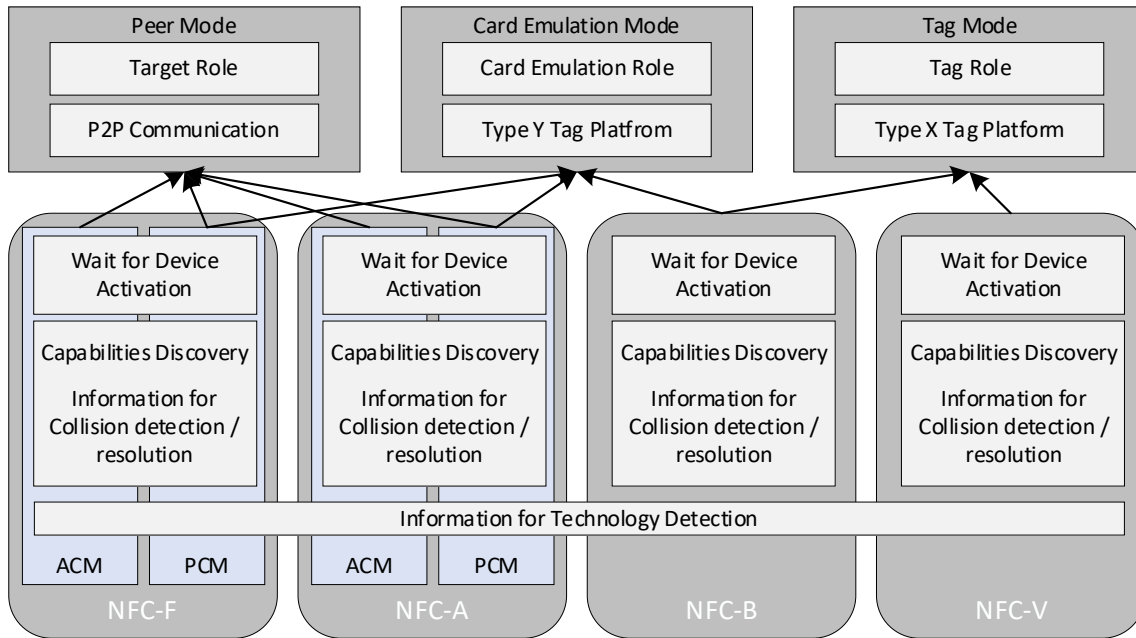 Peer Mode
Target Role
P2P Communication
Card Emulation Mode
Card Emulation Role
Type Y Tag Platfrom
Tag Mode
Tag Role
Type X Tag Platform
Wait for Device
Activation
Capabilities Discovery
Information for
Collision detection /
resolution
ACM
PCM
NFC-F
Wait for Device
Activation
Capabilities Discovery
Information for
Collision detection /
resolution
ACM
PCM
NFC-A
Wait for Device
Activation
Capabilities Discovery
Information for
Collision detection /
resolution
NFC-B
Wait for Device
Activation
Capabilities Discovery
Information for
Collision detection /
resolution
NFC-V
Information for Technology Detection